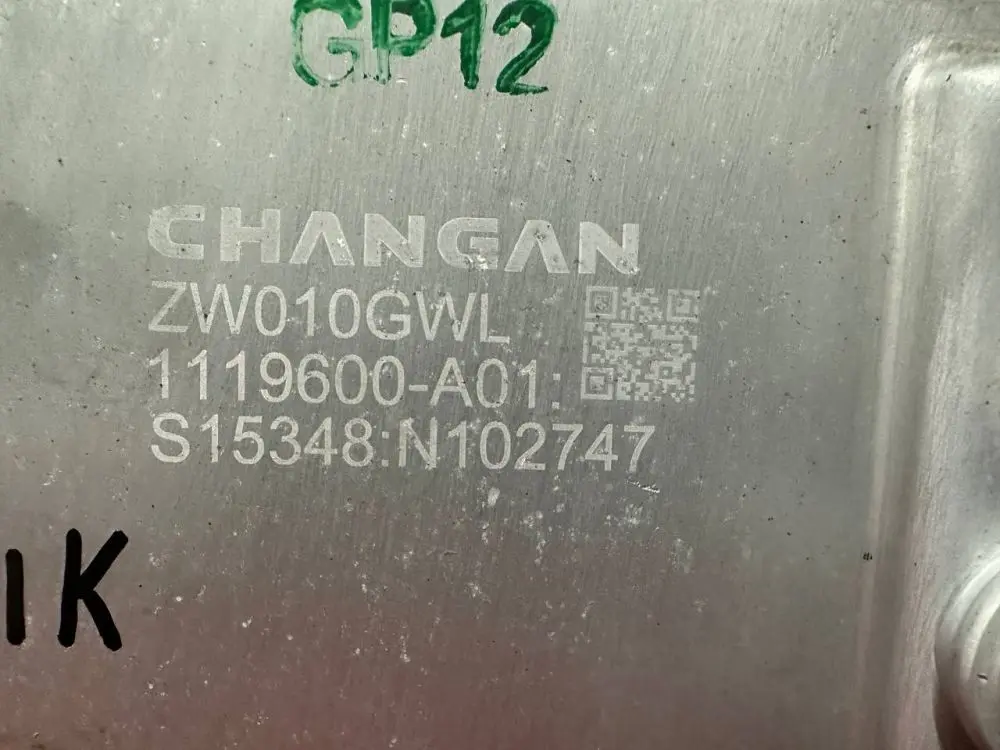 GP12
CHANGAN
ZW010GWL
1119600-A01:
S15348:N102747
1K